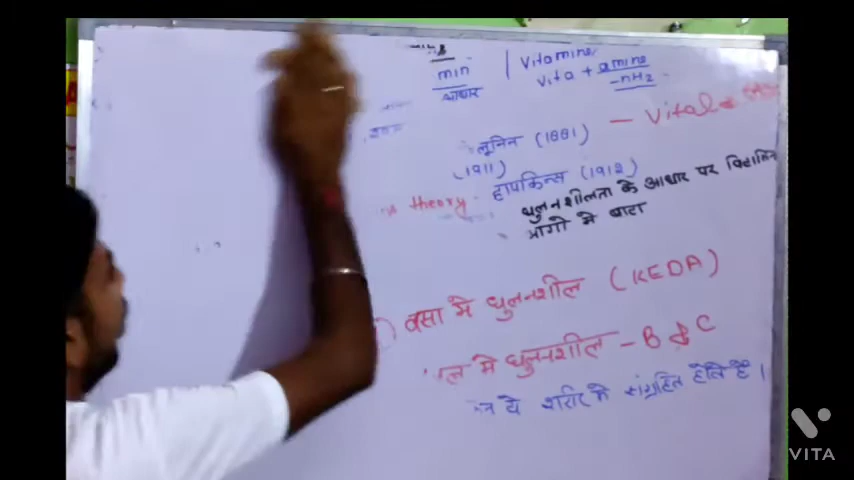 min | Vitamine
आधार Vita + amine
-NH2
लूनिन (1881) - Vital
(1911)
theory - हापकिन्स (1912)
घुलनशीलता के आधार पर विटामिन
भागो मे बाटा
वसा मे घुलनशील (KEDA)
मे घुलनशील - B & C
ये शरीर मे संग्रहित होते है।
VITA